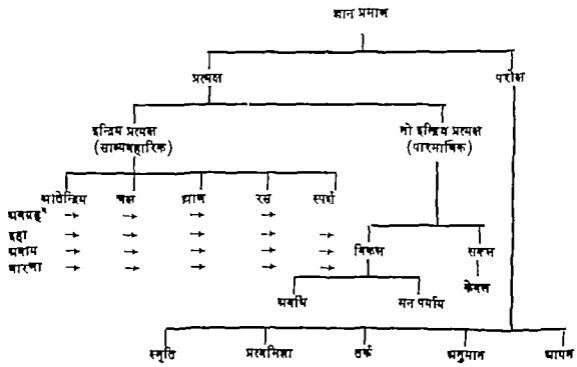 ज्ञान प्रमाण
प्रत्यक्ष परोक्ष
इन्द्रिय प्रत्यक्ष नो इन्द्रिय प्रत्यक्ष
(साव्यवहारिक) (पारमार्थिक)
श्रोतेन्द्रिय चक्ष घ्राण रस स्पर्श
अवग्रह → → → →
इहा → → → → →
अवाय → → → → →
धारणा → → → → →
विकल सकल
अवधि मन पर्याय केवल
स्मृति प्रत्यभिज्ञा तर्क अनुमान आगम